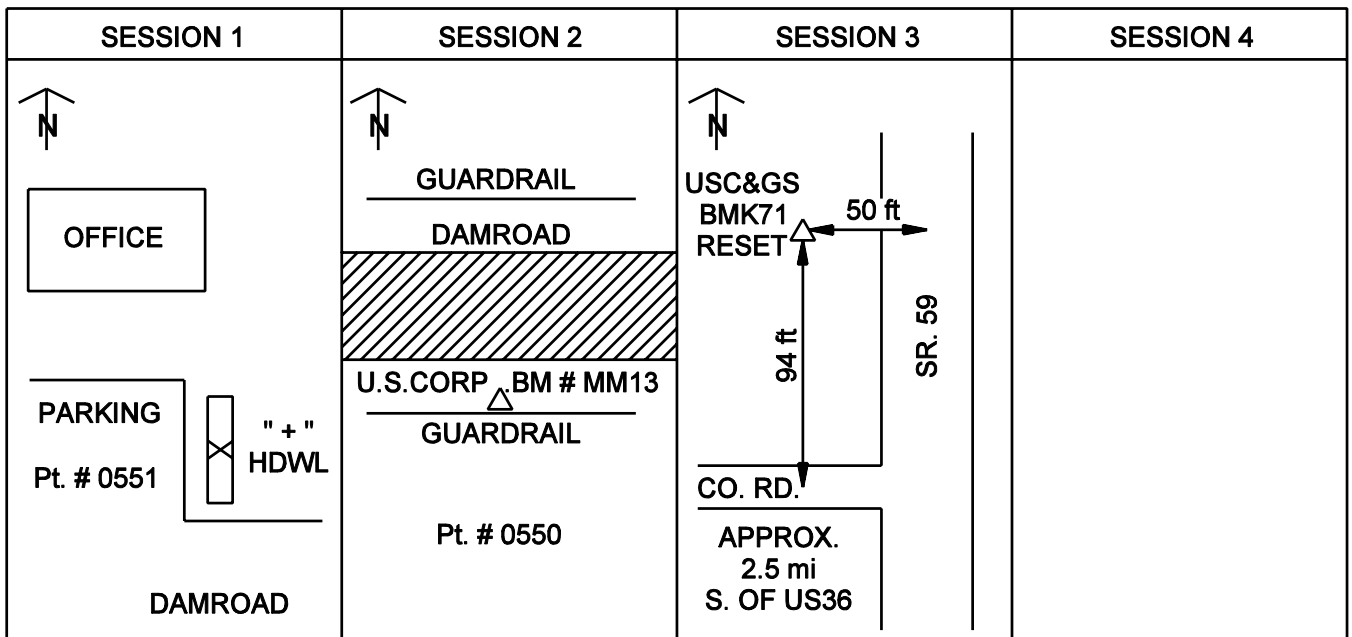 SESSION 1
SESSION 2
SESSION 3
SESSION 4
N
OFFICE
PARKING
Pt. # 0551
" + "
HDWL
DAMROAD
N
GUARDRAIL
DAMROAD
U.S.CORP .BM # MM13
GUARDRAIL
Pt. # 0550
N
USC&GS
BMK71
RESET
50 ft
94 ft
SR. 59
CO. RD.
APPROX.
2.5 mi
S. OF US36